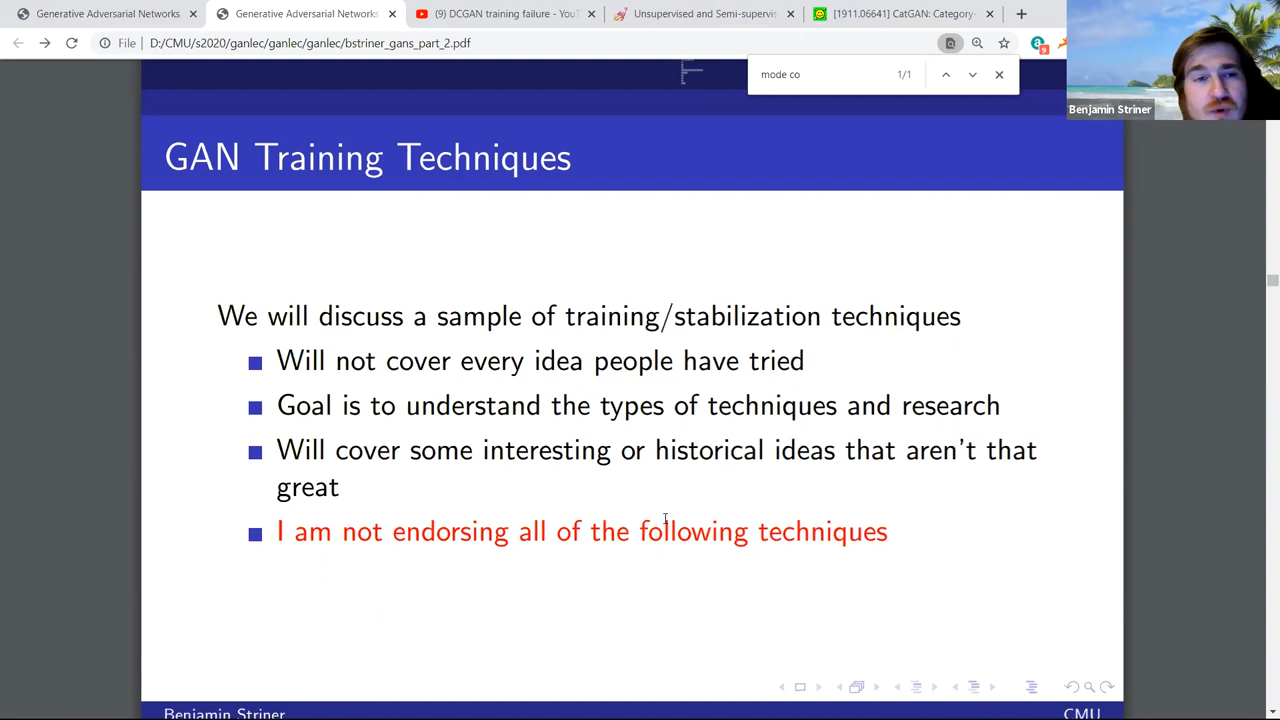 Generative Adversarial Networks
Generative Adversarial Networks
(9) DCGAN training failure - YouT
Unsupervised and Semi-supervis
[1911.06641] CatGAN: Category-
File
D:/CMU/s2020/ganlec/ganlec/ganlec/bstriner_gans_part_2.pdf
9
mode co
1/1
Benjamin Striner
GAN Training Techniques
We will discuss a sample of training/stabilization techniques
Will not cover every idea people have tried
Goal is to understand the types of techniques and research
Will cover some interesting or historical ideas that aren't that
great
I am not endorsing all of the following techniques
Benjamin Striner
CMU